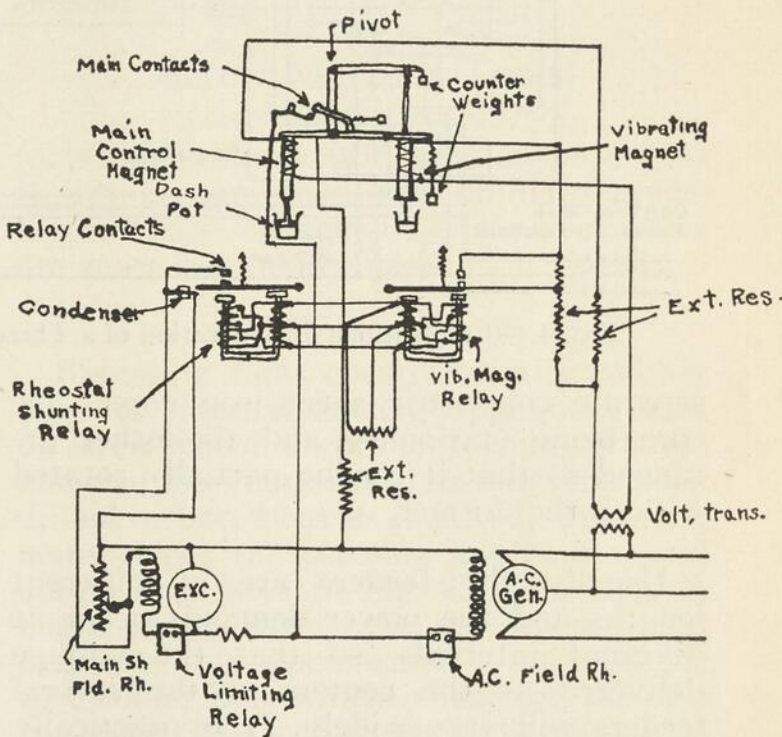 Pivot
Main Contacts
Counter
Weights
Main
Control
Magnet
Vibrating
Magnet
Dash
Pot
Relay Contacts
Condenser
Ext. Res.
Rheostat
Shunting
Relay
Vib. Mag.
Relay
Ext.
Res.
Volt, trans.
EXC.
A.C.
Gen.
Main Sh
Fld. Rh.
Voltage
Limiting
Relay
A.C. Field Rh.